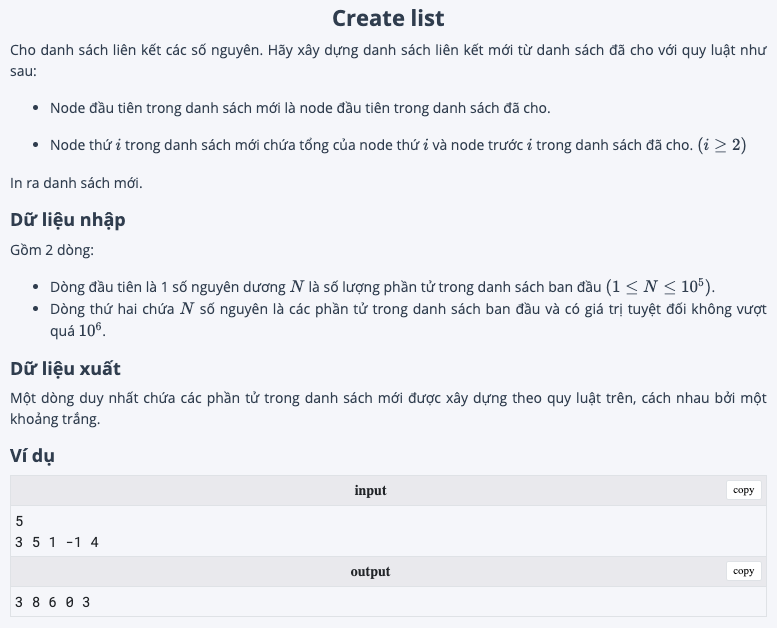 Create list
Cho danh sách liên kết các số nguyên. Hãy xây dựng danh sách liên kết mới từ danh sách đã cho với quy luật như
sau:
• Node đầu tiên trong danh sách mới là node đầu tiên trong danh sách đã cho.
• Node thứ i trong danh sách mới chứa tổng của node thứ i và node trước i trong danh sách đã cho. (i ≥ 2)
In ra danh sách mới.
Dữ liệu nhập
Gồm 2 dòng:
• Dòng đầu tiên là 1 số nguyên dương N là số lượng phần tử trong danh sách ban đầu (1 ≤ N ≤ 10⁵).
• Dòng thứ hai chứa N số nguyên là các phần tử trong danh sách ban đầu và có giá trị tuyệt đối không vượt
quá 10⁶.
Dữ liệu xuất
Một dòng duy nhất chứa các phần tử trong danh sách mới được xây dựng theo quy luật trên, cách nhau bởi một
khoảng trắng.
Ví dụ
input copy
5
3 5 1 -1 4
output copy
3 8 6 0 3